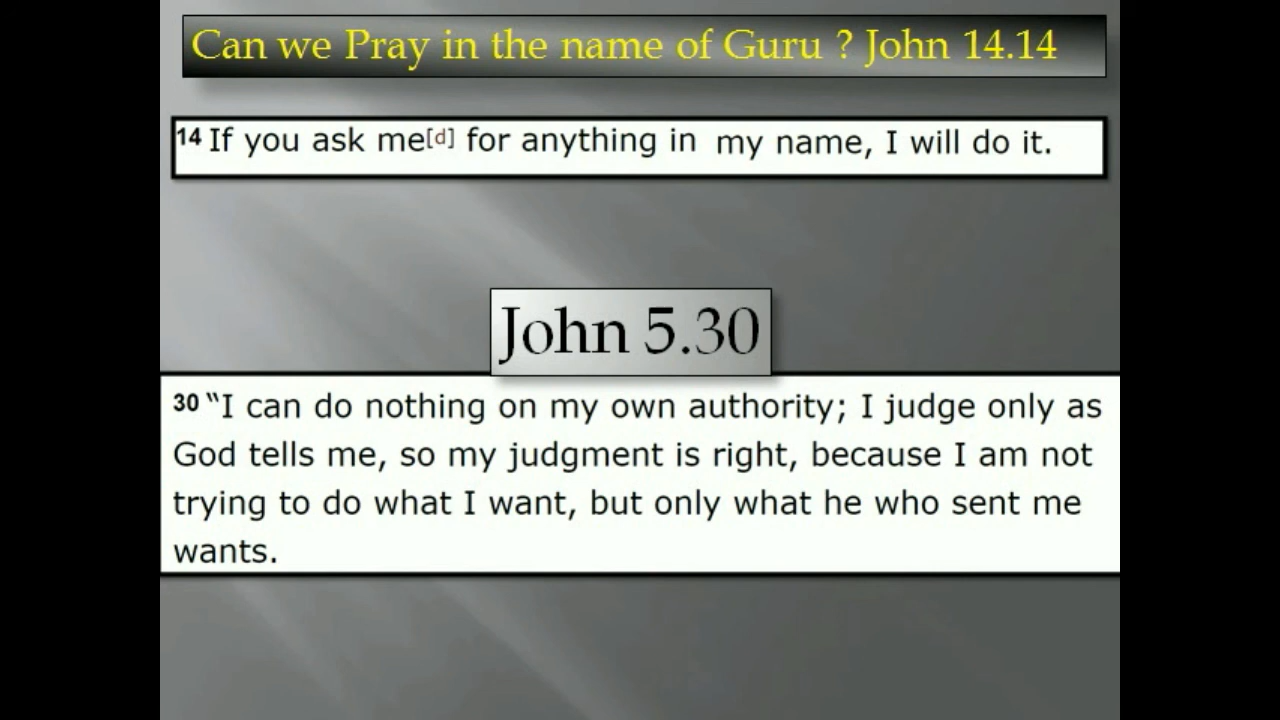 Can we Pray in the name of Guru ? John 14.14
14 If you ask me[d] for anything in my name, I will do it.
John 5.30
30 “I can do nothing on my own authority; I judge only as
God tells me, so my judgment is right, because I am not
trying to do what I want, but only what he who sent me
wants.